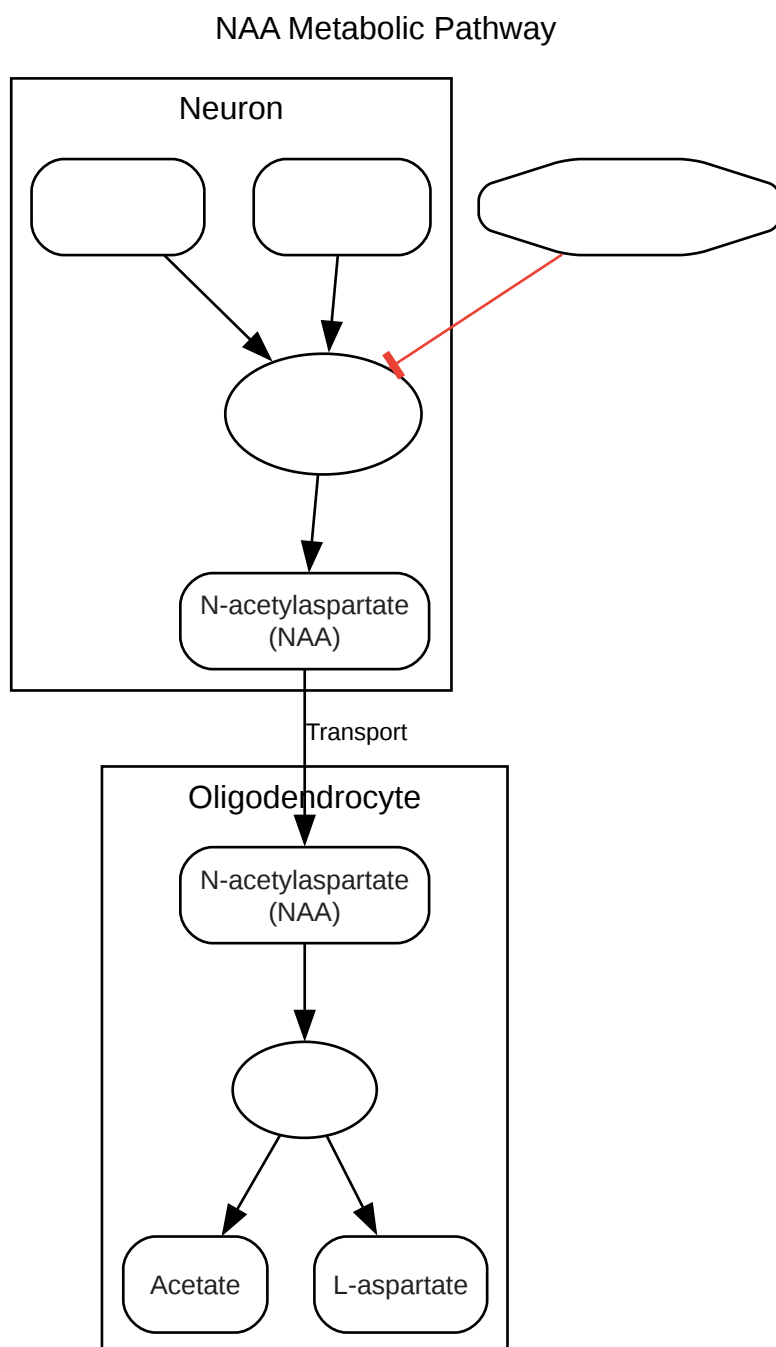 NAA Metabolic Pathway
Neuron
N-acetylaspartate
(NAA)
Transport
Oligodendrocyte
N-acetylaspartate
(NAA)
Acetate
L-aspartate